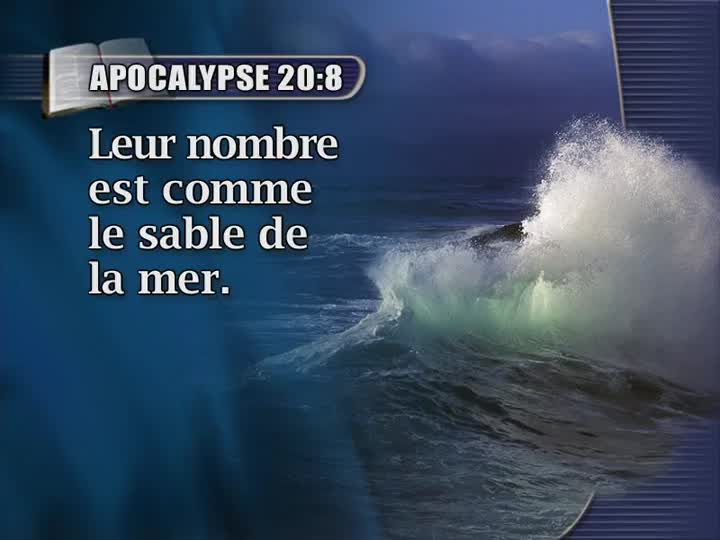 APOCALYPSE 20:8
Leur nombre
est comme
le sable de
la mer.